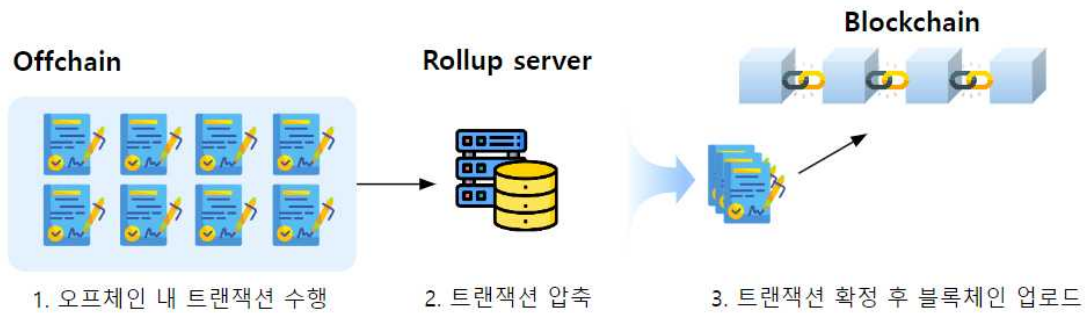 Offchain
Rollup server
Blockchain
1. 오프체인 내 트랜잭션 수행
2. 트랜잭션 압축
3. 트랜잭션 확정 후 블록체인 업로드